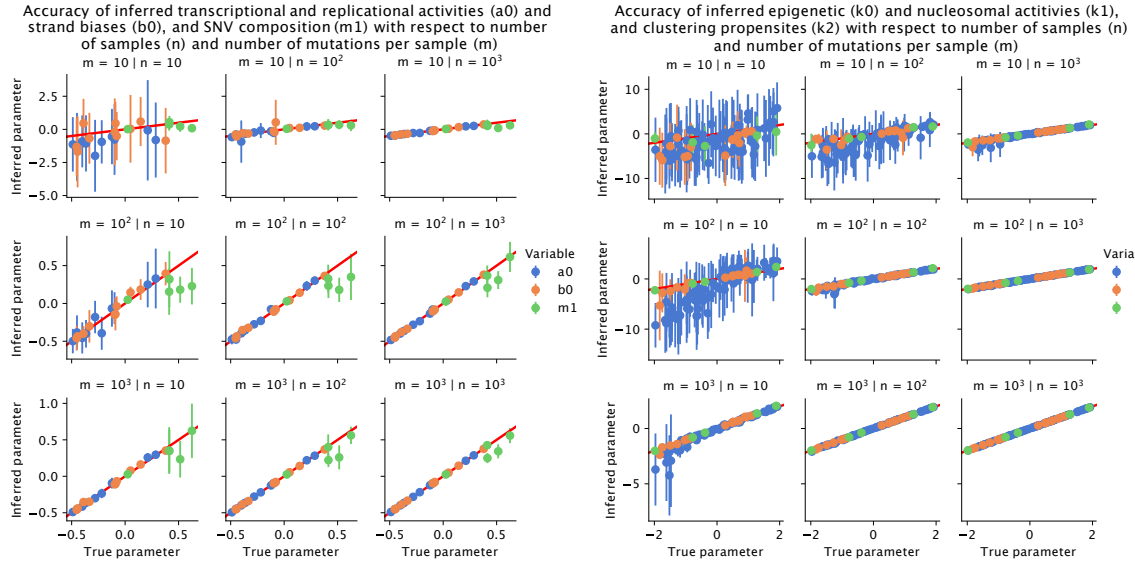 Accuracy of inferred transcriptional and replicational activities (a0) and
strand biases (b0), and SNV composition (m1) with respect to number
of samples (n) and number of mutations per sample (m)
m = 10 | n = 10
m = 10 | n = 10²
m = 10 | n = 10³
Inferred parameter
2.5
0.0
−2.5
−5.0
m = 10² | n = 10
m = 10² | n = 10²
m = 10² | n = 10³
Inferred parameter
0.5
0.0
−0.5
Variable
a0
b0
m1
m = 10³ | n = 10
m = 10³ | n = 10²
m = 10³ | n = 10³
Inferred parameter
1.0
0.5
0.0
−0.5
−0.5 0.0 0.5
−0.5 0.0 0.5
−0.5 0.0 0.5
True parameter
True parameter
True parameter
Accuracy of inferred epigenetic (k0) and nucleosomal actitivies (k1),
and clustering propensites (k2) with respect to number of samples (n)
and number of mutations per sample (m)
m = 10 | n = 10
m = 10 | n = 10²
m = 10 | n = 10³
Inferred parameter
10
0
−10
m = 10² | n = 10
m = 10² | n = 10²
m = 10² | n = 10³
Inferred parameter
0
−10
Varia
m = 10³ | n = 10
m = 10³ | n = 10²
m = 10³ | n = 10³
Inferred parameter
0
−5
−2 0 2
−2 0 2
−2 0 2
True parameter
True parameter
True parameter